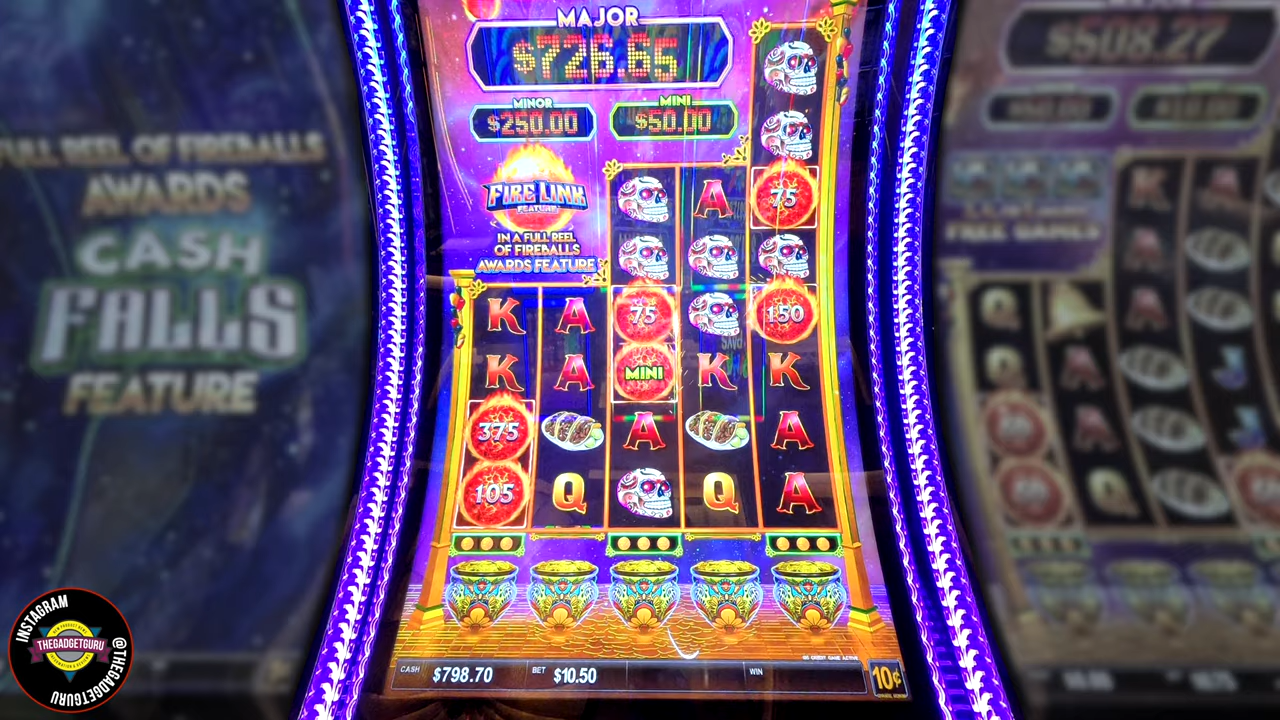 MAJOR
$726.65
MINOR
$250.00
MINI
$50.00
FIRE LINK
FEATURE
IN A FULL REEL
OF FIREBALLS
AWARDS FEATURE
A
75
K
A
75
150
K
A
MINI
K
K
375
A
A
105
Q
Q
A
CASH
$798.70
BET
$10.50
WIN
10¢
FULL REEL OF FIREBALLS
AWARDS
CASH
FALLS
FEATURE
$508.27
FREE GAMES
K
A
Q
A
Q
A
J
A
J
Q
INSTAGRAM
@THEGADGETGURU
THEGADGETGURU